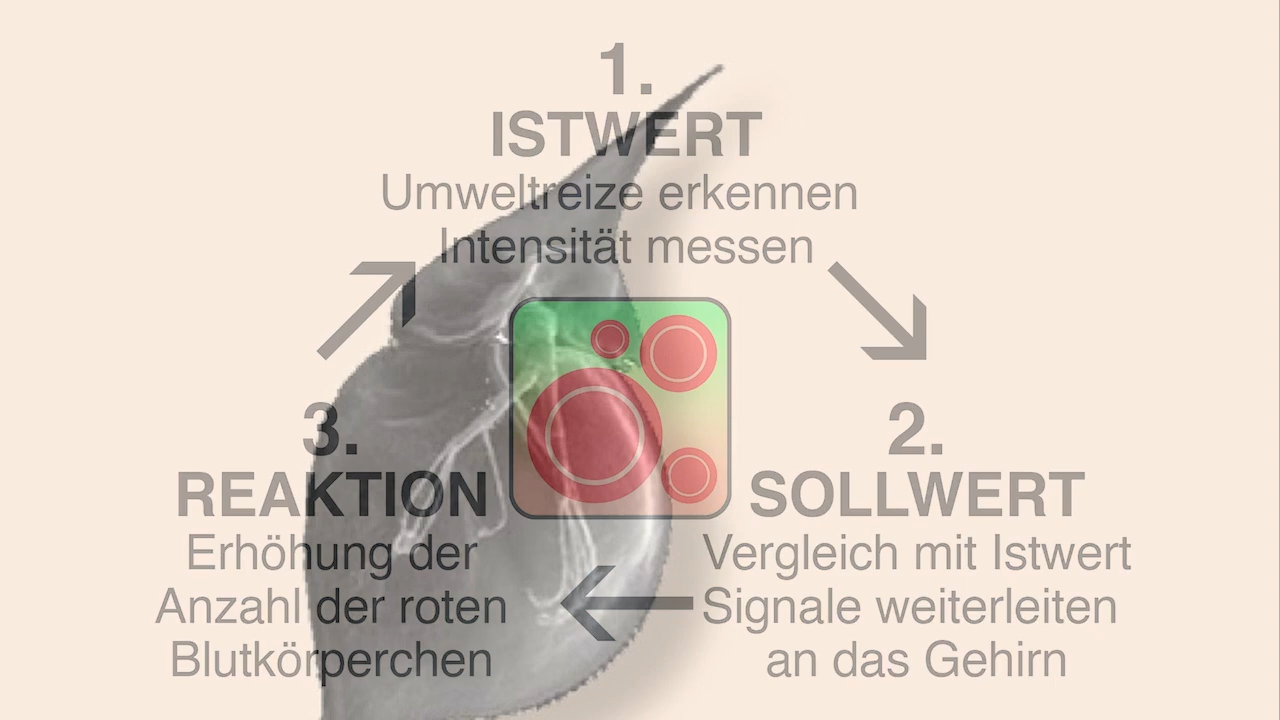 1.
ISTWERT
Umweltreize erkennen
Intensität messen
2.
SOLLWERT
Vergleich mit Istwert
Signale weiterleiten
an das Gehirn
3.
REAKTION
Erhöhung der
Anzahl der roten
Blutkörperchen